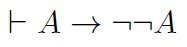 ⊢ A → ¬¬A